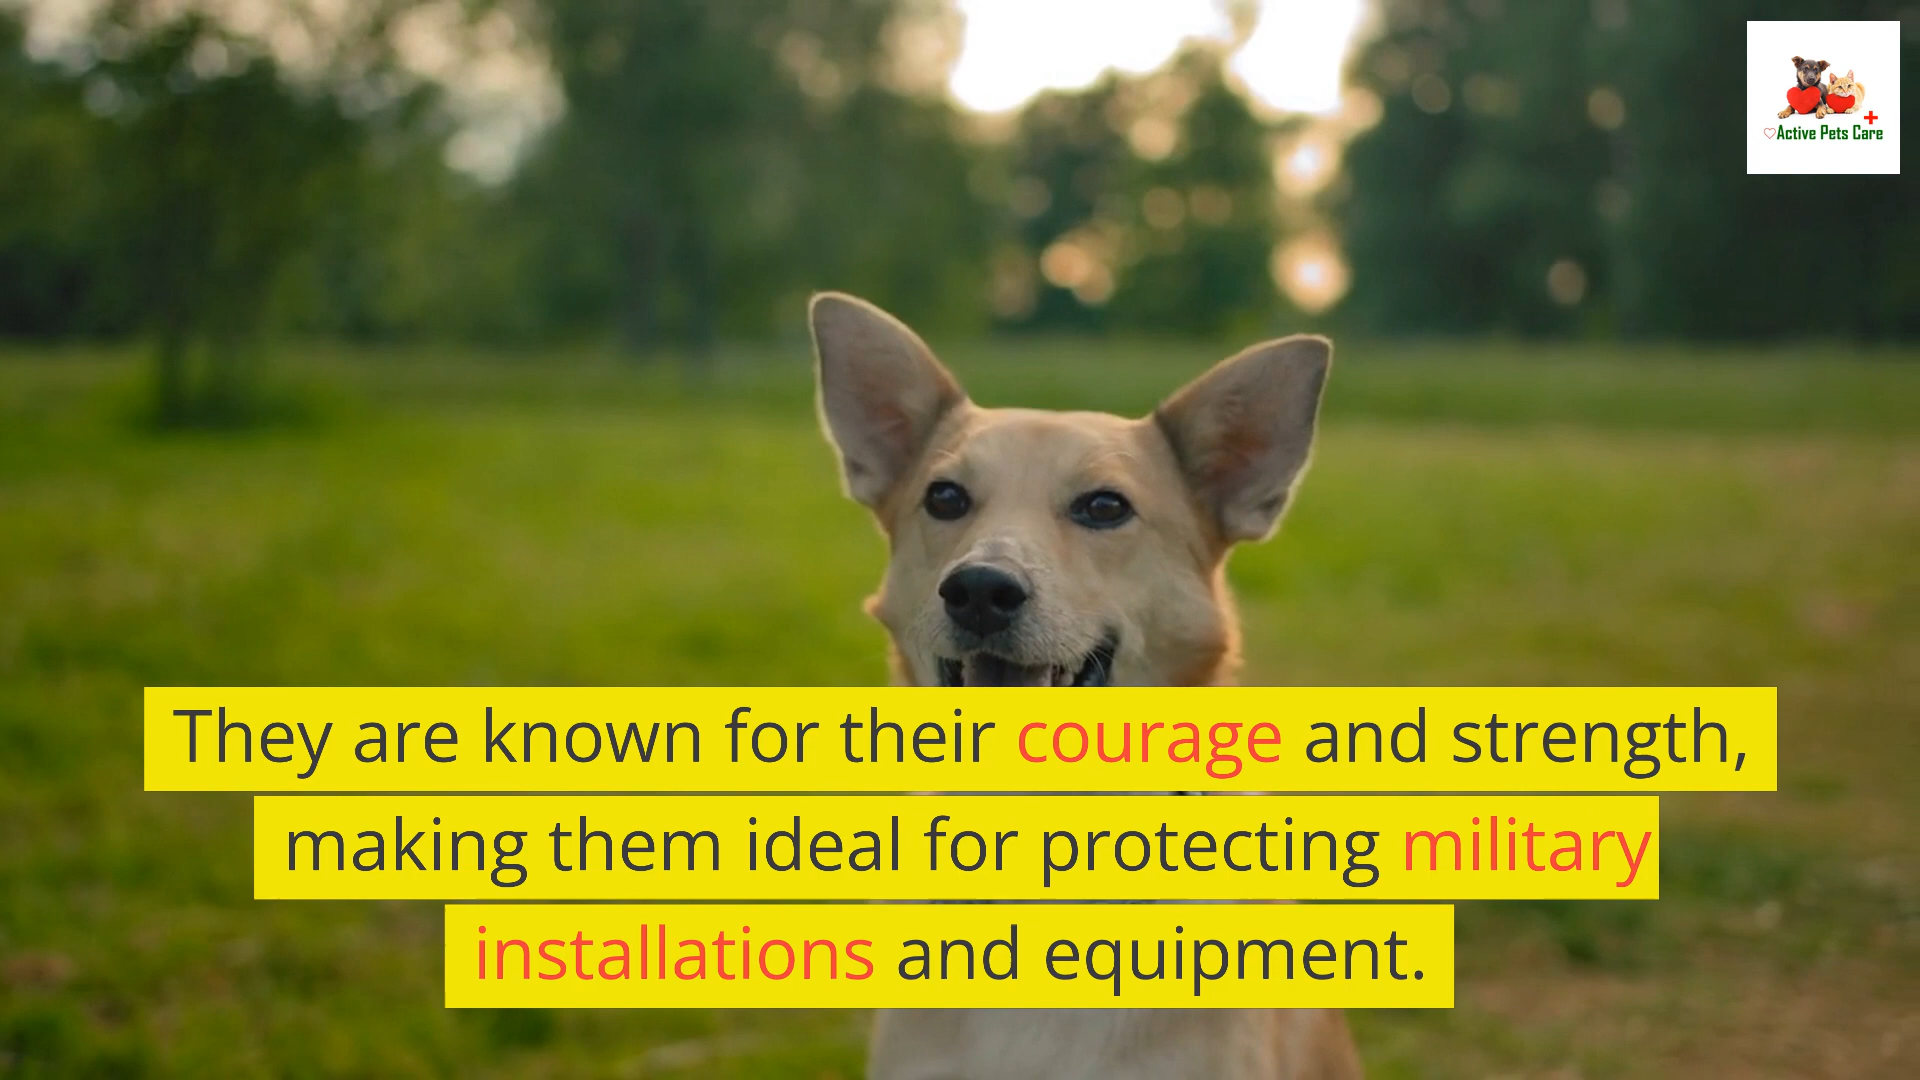 Active Pets Care
They are known for their courage and strength,
making them ideal for protecting military
installations and equipment.